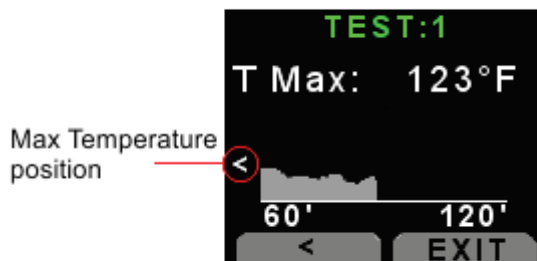 TEST:1
T Max: 123°F
Max Temperature
position
<
60' 120'
< EXIT